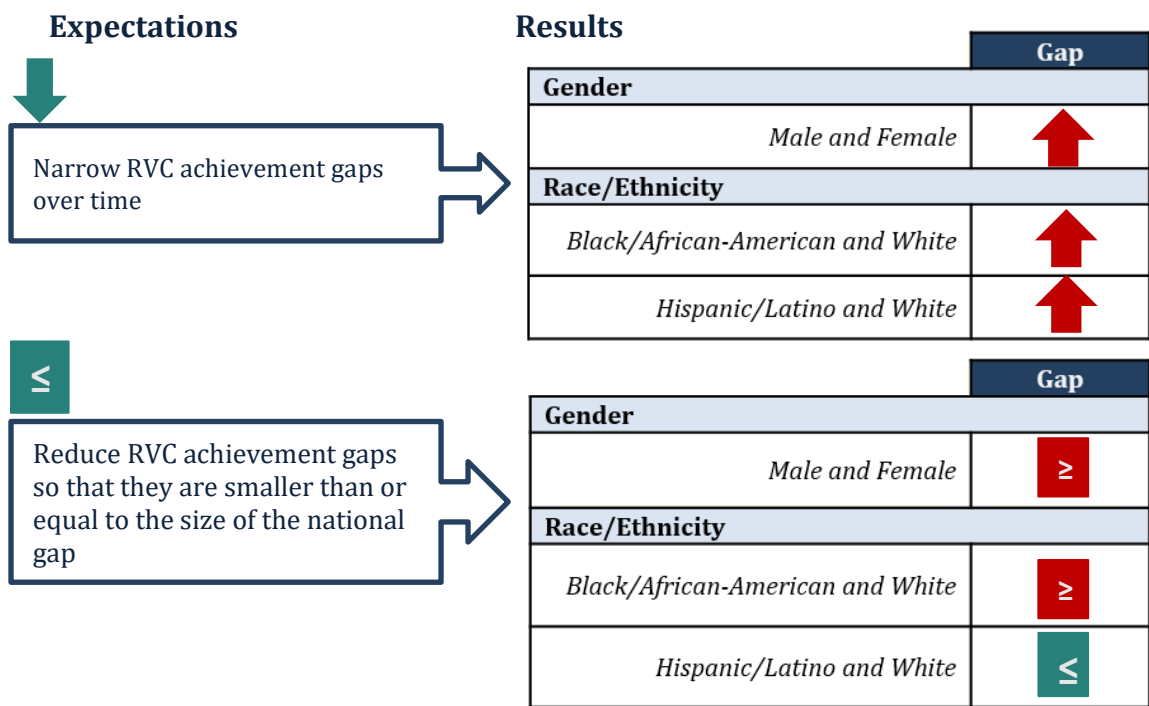 Expectations
Results
Narrow RVC achievement gaps
over time
Gap
Gender
Male and Female
Race/Ethnicity
Black/African-American and White
Hispanic/Latino and White
≤
Reduce RVC achievement gaps
so that they are smaller than or
equal to the size of the national
gap
Gap
Gender
Male and Female ≥
Race/Ethnicity
Black/African-American and White ≥
Hispanic/Latino and White ≤